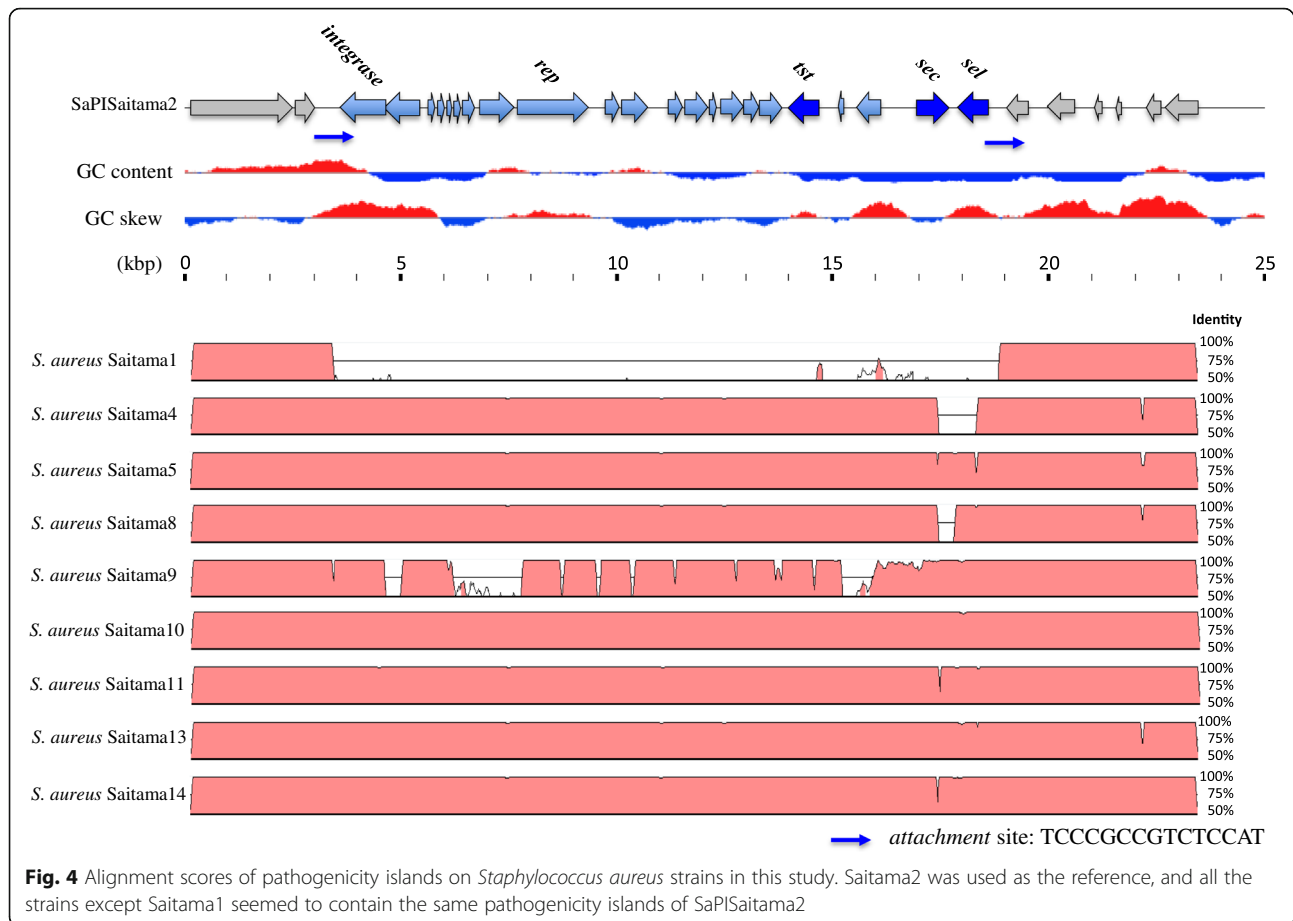 integrase
rep
tst
sec
sel
SaPISaitama2
GC content
GC skew
(kbp) 0 5 10 15 20 25
Identity
S. aureus Saitama1 100%
75%
50%
S. aureus Saitama4 100%
75%
50%
S. aureus Saitama5 100%
75%
50%
S. aureus Saitama8 100%
75%
50%
S. aureus Saitama9 100%
75%
50%
S. aureus Saitama10 100%
75%
50%
S. aureus Saitama11 100%
75%
50%
S. aureus Saitama13 100%
75%
50%
S. aureus Saitama14 100%
75%
50%
attachment site: TCCCGCCGTCTCCAT
Fig. 4 Alignment scores of pathogenicity islands on Staphylococcus aureus strains in this study. Saitama2 was used as the reference, and all the
strains except Saitama1 seemed to contain the same pathogenicity islands of SaPISaitama2